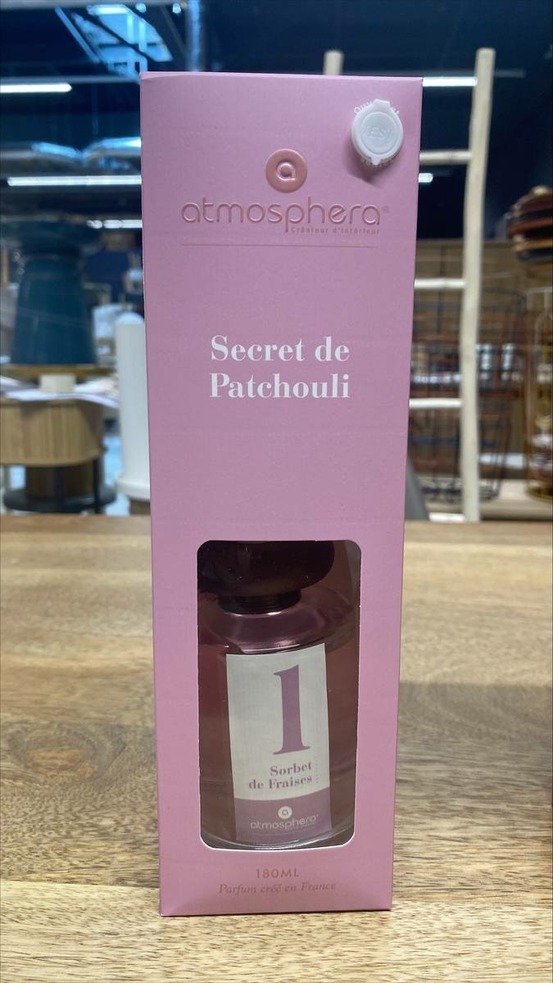 a
atmosphera®
Créateur d'intérieur
Secret de
Patchouli
1
Sorbet
de Fraises
a
atmosphera
180ML
Parfum créé en France